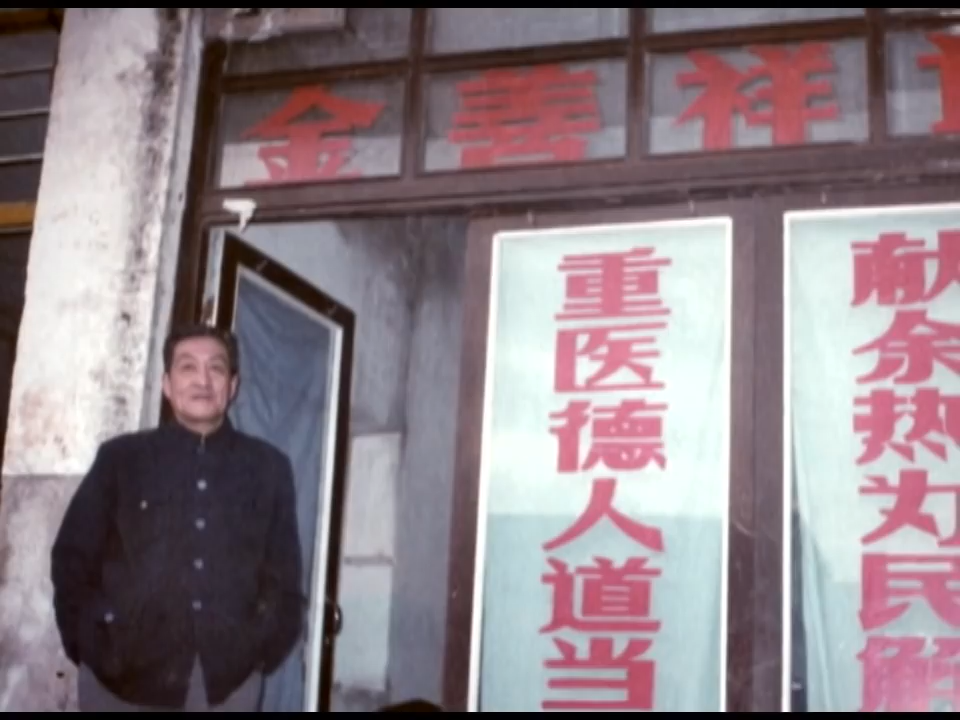 金善祥
重医德人道当
献余热为民解